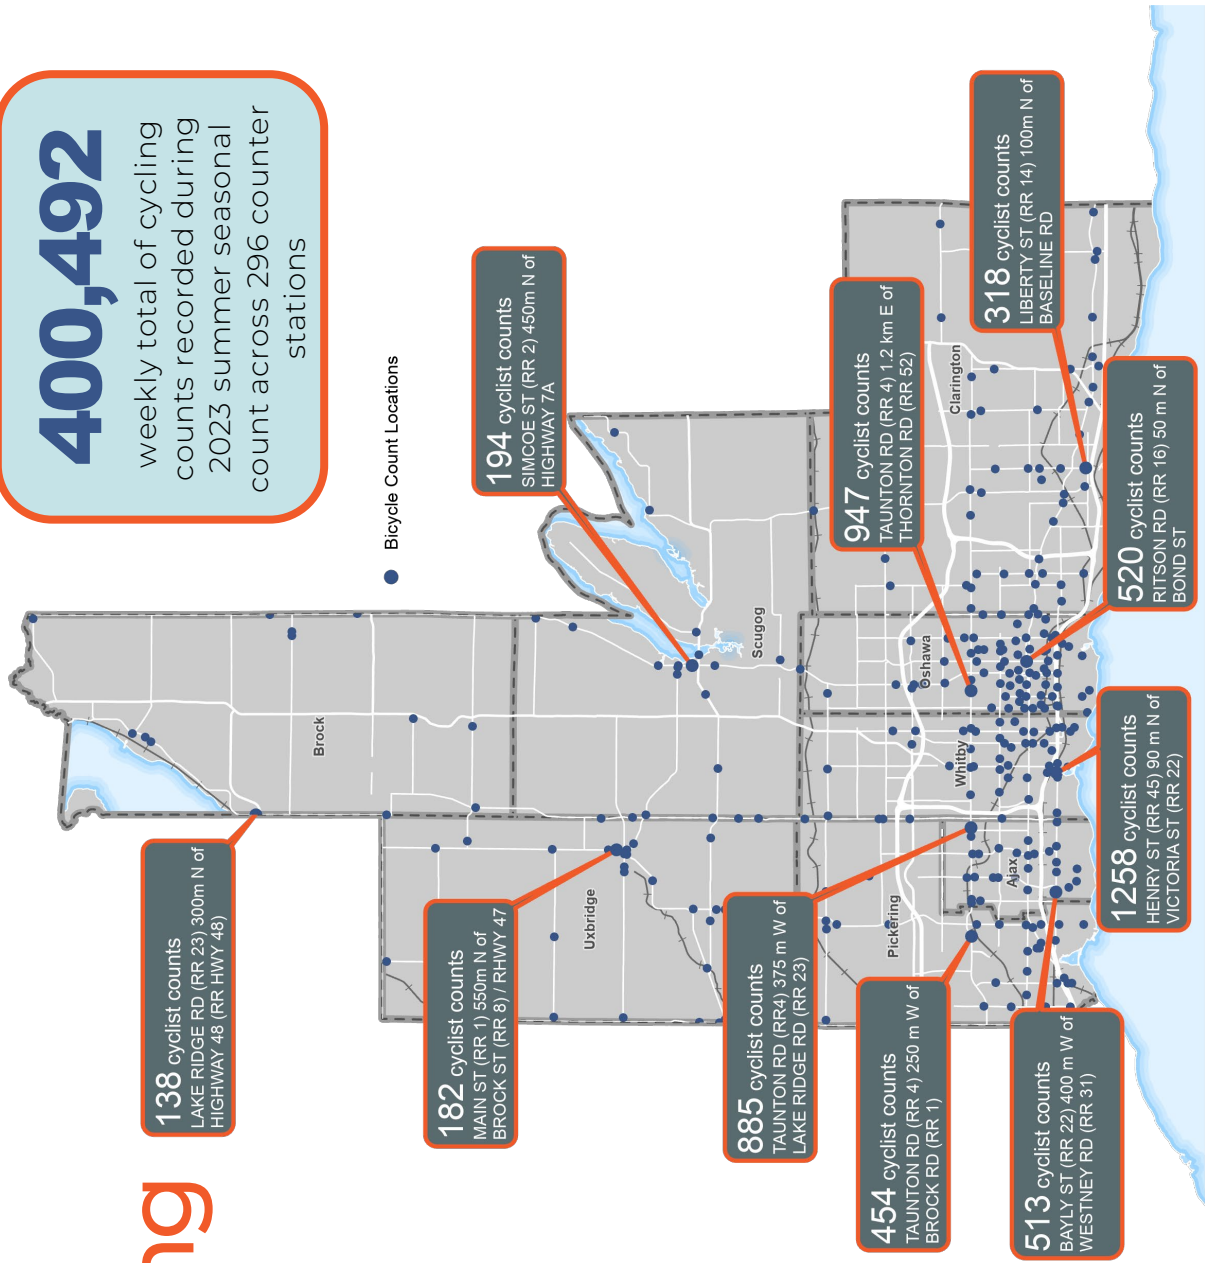 ng
400,492
weekly total of cycling
counts recorded during
2023 summer seasonal
count across 296 counter
stations
Bicycle Count Locations
138 cyclist counts
LAKE RIDGE RD (RR 23) 300m N of
HIGHWAY 48 (RR HWY 48)
Brock
194 cyclist counts
SIMCOE ST (RR 2) 450m N of
HIGHWAY 7A
182 cyclist counts
MAIN ST (RR 1) 550m N of
BROCK ST (RR 8) / RHWY 47
Uxbridge
Scugog
885 cyclist counts
TAUNTON RD (RR4) 375 m W of
LAKE RIDGE RD (RR 23)
947 cyclist counts
TAUNTON RD (RR 4) 1.2 km E of
THORNTON RD (RR 52)
454 cyclist counts
TAUNTON RD (RR 4) 250 m W of
BROCK RD (RR 1)
Pickering
Oshawa
Clarington
Whitby
Ajax
318 cyclist counts
LIBERTY ST (RR 14) 100m N of
BASELINE RD
513 cyclist counts
BAYLY ST (RR 22) 400 m W of
WESTNEY RD (RR 31)
1258 cyclist counts
HENRY ST (RR 45) 90 m N of
VICTORIA ST (RR 22)
520 cyclist counts
RITSON RD (RR 16) 50 m N of
BOND ST